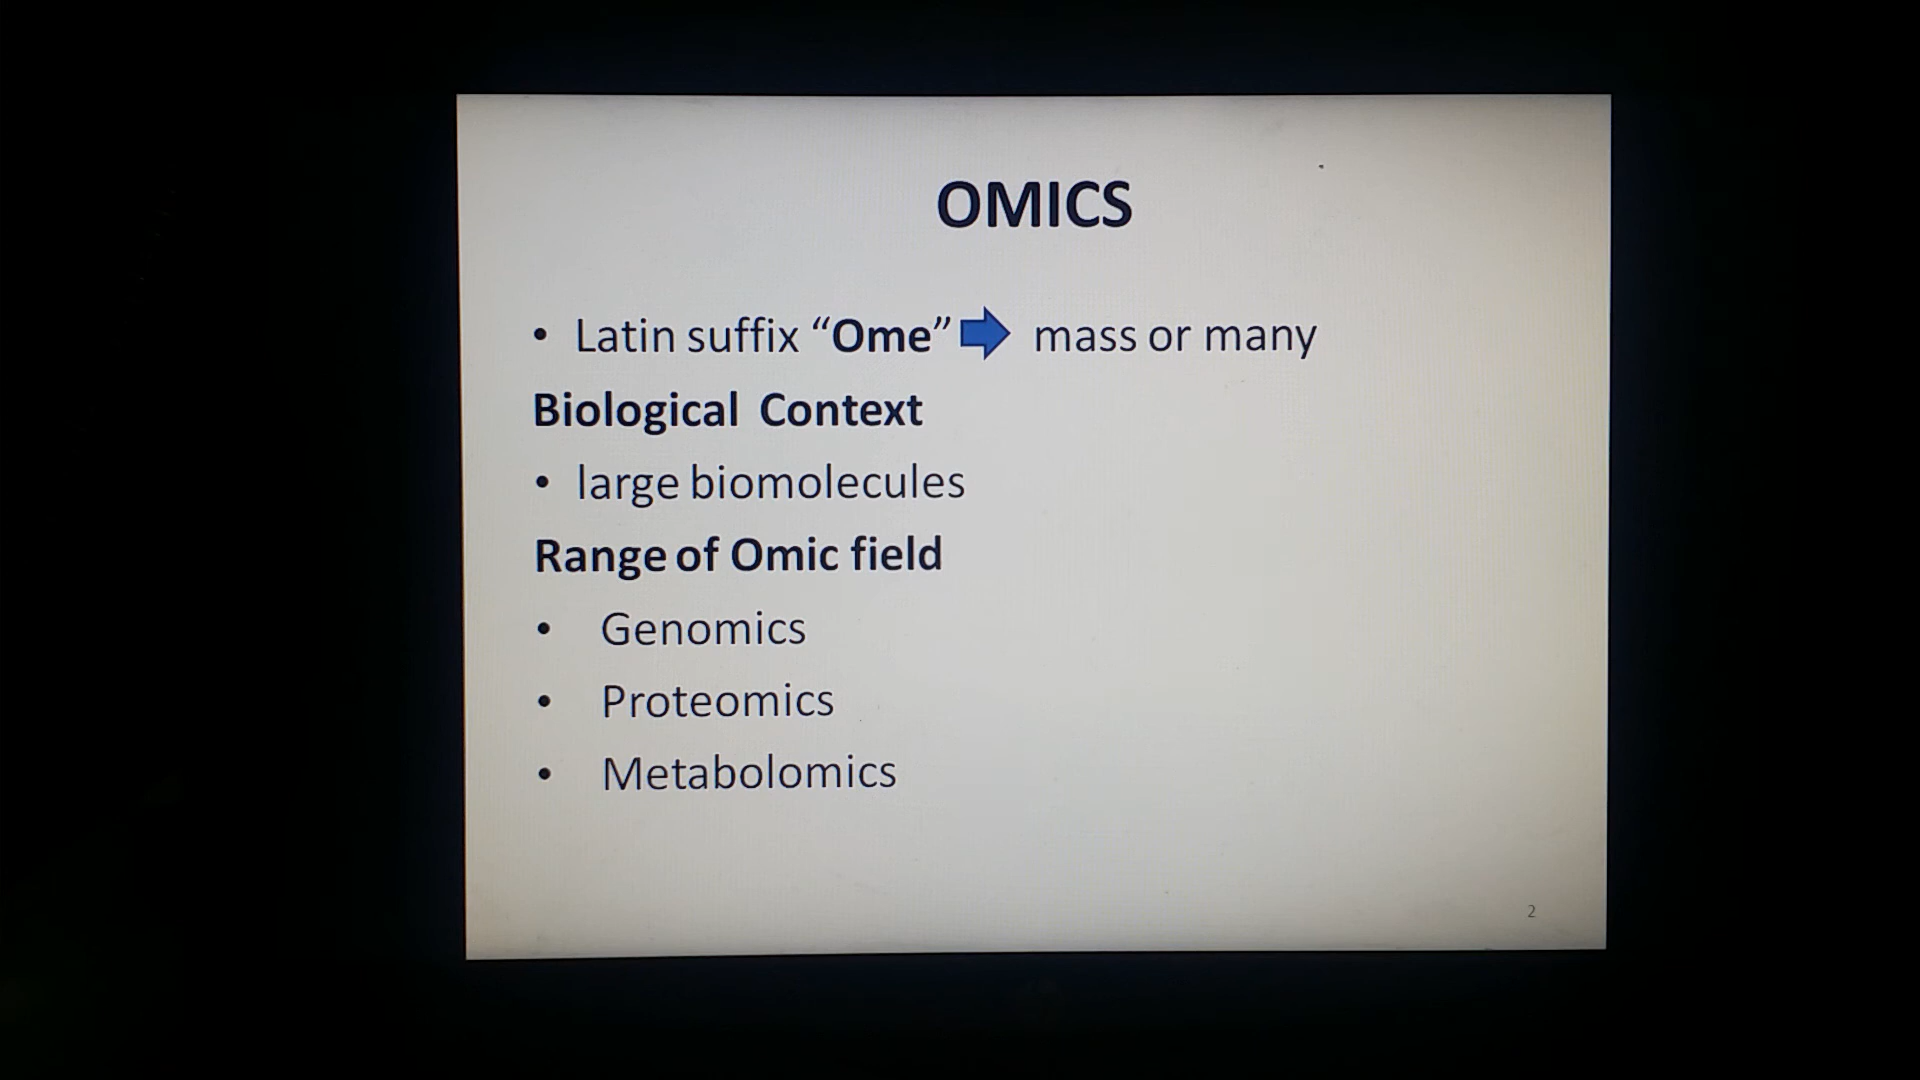 OMICS
• Latin suffix “Ome” mass or many
Biological Context
• large biomolecules
Range of Omic field
• Genomics
• Proteomics
• Metabolomics
2